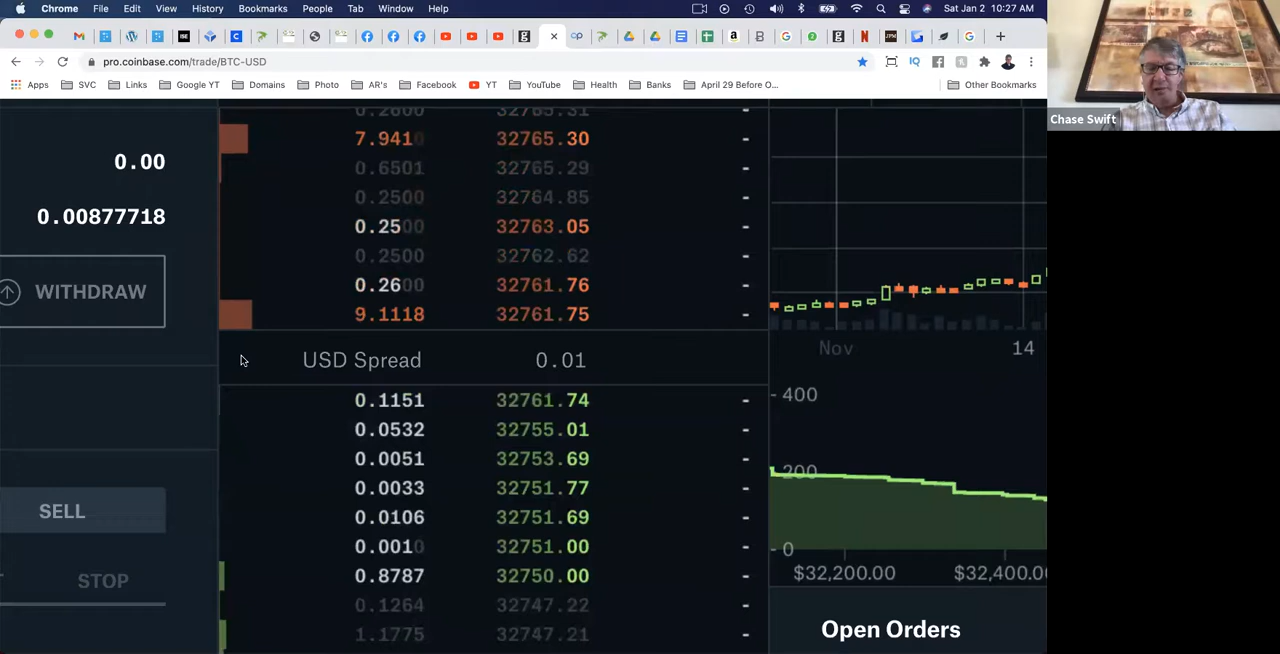 Chrome File Edit View History Bookmarks People Tab Window Help Sat Jan 2 10:27 AM
pro.coinbase.com/trade/BTC-USD
Apps SVC Links Google YT Downloads Photo AR's Facebook YT YouTube Health Banks April 29 Before O... Other Bookmarks
Chase Swift
0.2600 32765.31 -
7.9410 32765.30 -
0.00
0.6501 32765.29 -
0.2500 32764.85 -
0.00877718
0.2500 32763.05 -
0.2500 32762.62 -
WITHDRAW
0.2600 32761.76 -
9.1118 32761.75 -
Nov 14
USD Spread 0.01
0.1151 32761.74 -
- 400
0.0532 32755.01 -
0.0051 32753.69 -
- 200
0.0033 32751.77 -
SELL
0.0106 32751.69 -
0.0010 32751.00 -
- 0
0.8787 32750.00 -
$32,200.00 $32,400.00
STOP
0.1264 32747.22 -
1.1775 32747.21 -
Open Orders